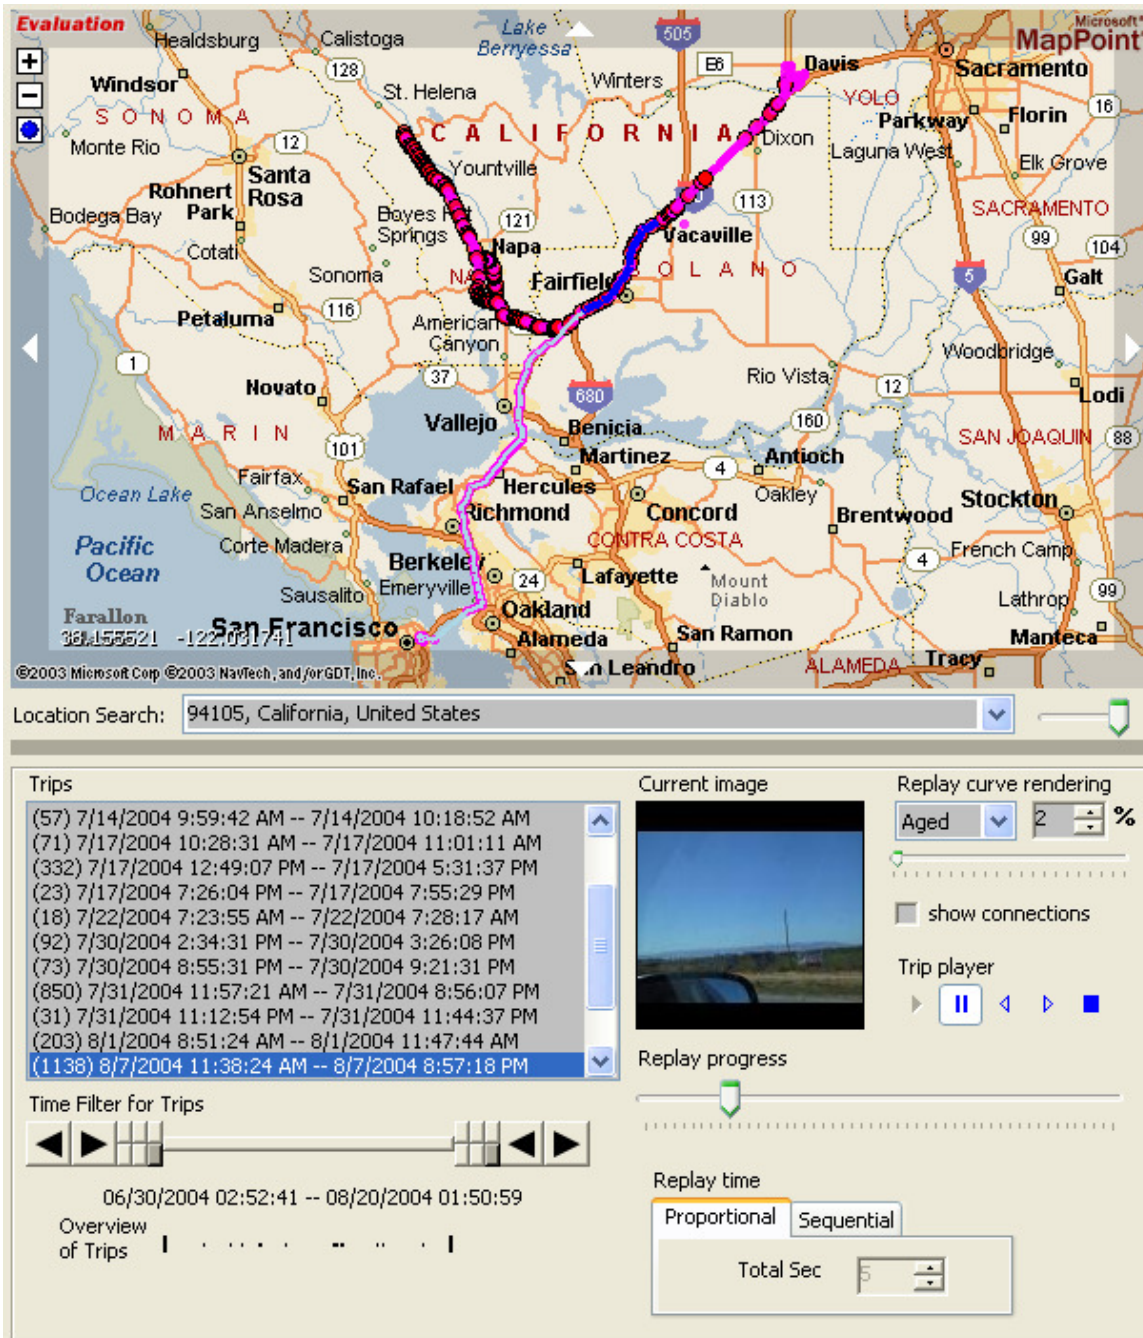 Evaluation
Microsoft®
MapPoint®
Healdsburg
Calistoga
Lake
Berryessa
505
E6
Davis
Sacramento
Windsor
128
St. Helena
Winters
YOLO
Parkway
Florin
16
SONOMA
CALIFORNIA
Monte Rio
12
Dixon
Laguna West
Elk Grove
Santa
Rosa
Yountville
Rohnert
Park
113
SACRAMENTO
Bodega Bay
Boyes Hot
Springs
121
Vacaville
99
104
Cotati
Napa
Sonoma
NA
Fairfield
OLANO
5
Galt
Petaluma
116
American
Canyon
Woodbridge
1
37
Rio Vista
12
Lodi
Novato
680
Vallejo
160
MARIN
Benicia
SAN JOAQUIN
88
101
Martinez
4
Antioch
Fairfax
San Rafael
Hercules
Oakley
Stockton
Ocean Lake
San Anselmo
Richmond
Concord
Brentwood
Pacific
Ocean
Corte Madera
CONTRA COSTA
4
French Camp
Berkeley
24
Lafayette
Mount
Diablo
99
Sausalito
Emeryville
Lathrop
Farallon
Oakland
San Francisco
38.155521 -122.031741
Alameda
San Ramon
Manteca
©2003 Microsoft Corp ©2003 NavTech, and/or GDT, Inc.
San Leandro
ALAMEDA
Tracy
Location Search: 94105, California, United States
Trips
(57) 7/14/2004 9:59:42 AM -- 7/14/2004 10:18:52 AM
(71) 7/17/2004 10:28:31 AM -- 7/17/2004 11:01:11 AM
(332) 7/17/2004 12:49:07 PM -- 7/17/2004 5:31:37 PM
(23) 7/17/2004 7:26:04 PM -- 7/17/2004 7:55:29 PM
(18) 7/22/2004 7:23:55 AM -- 7/22/2004 7:28:17 AM
(92) 7/30/2004 2:34:31 PM -- 7/30/2004 3:26:08 PM
(73) 7/30/2004 8:55:31 PM -- 7/30/2004 9:21:31 PM
(850) 7/31/2004 11:57:21 AM -- 7/31/2004 8:56:07 PM
(31) 7/31/2004 11:12:54 PM -- 7/31/2004 11:44:37 PM
(203) 8/1/2004 8:51:24 AM -- 8/1/2004 11:47:44 AM
(1138) 8/7/2004 11:38:24 AM -- 8/7/2004 8:57:18 PM
Time Filter for Trips
06/30/2004 02:52:41 -- 08/20/2004 01:50:59
Overview
of Trips
Current image
Replay curve rendering
Aged
2 %
show connections
Trip player
Replay progress
Replay time
Proportional
Sequential
Total Sec 5